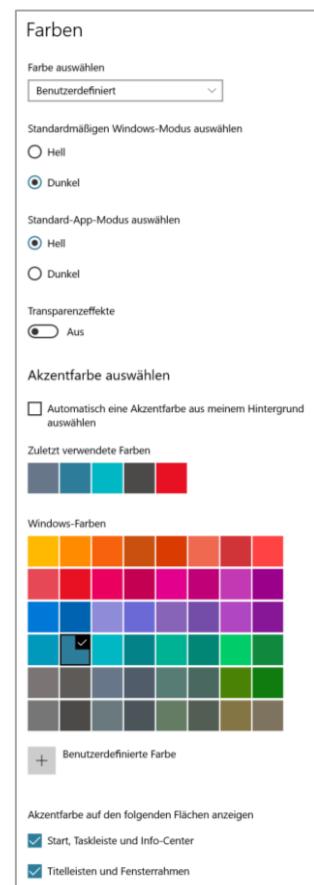 Farben
Farbe auswählen
Benutzerdefiniert
Standardmäßigen Windows-Modus auswählen
Hell
Dunkel
Standard-App-Modus auswählen
Hell
Dunkel
Transparenzeffekte
Aus
Akzentfarbe auswählen
Automatisch eine Akzentfarbe aus meinem Hintergrund
auswählen
Zuletzt verwendete Farben
Windows-Farben
Benutzerdefinierte Farbe
Akzentfarbe auf den folgenden Flächen anzeigen
Start, Taskleiste und Info-Center
Titelleisten und Fensterrahmen